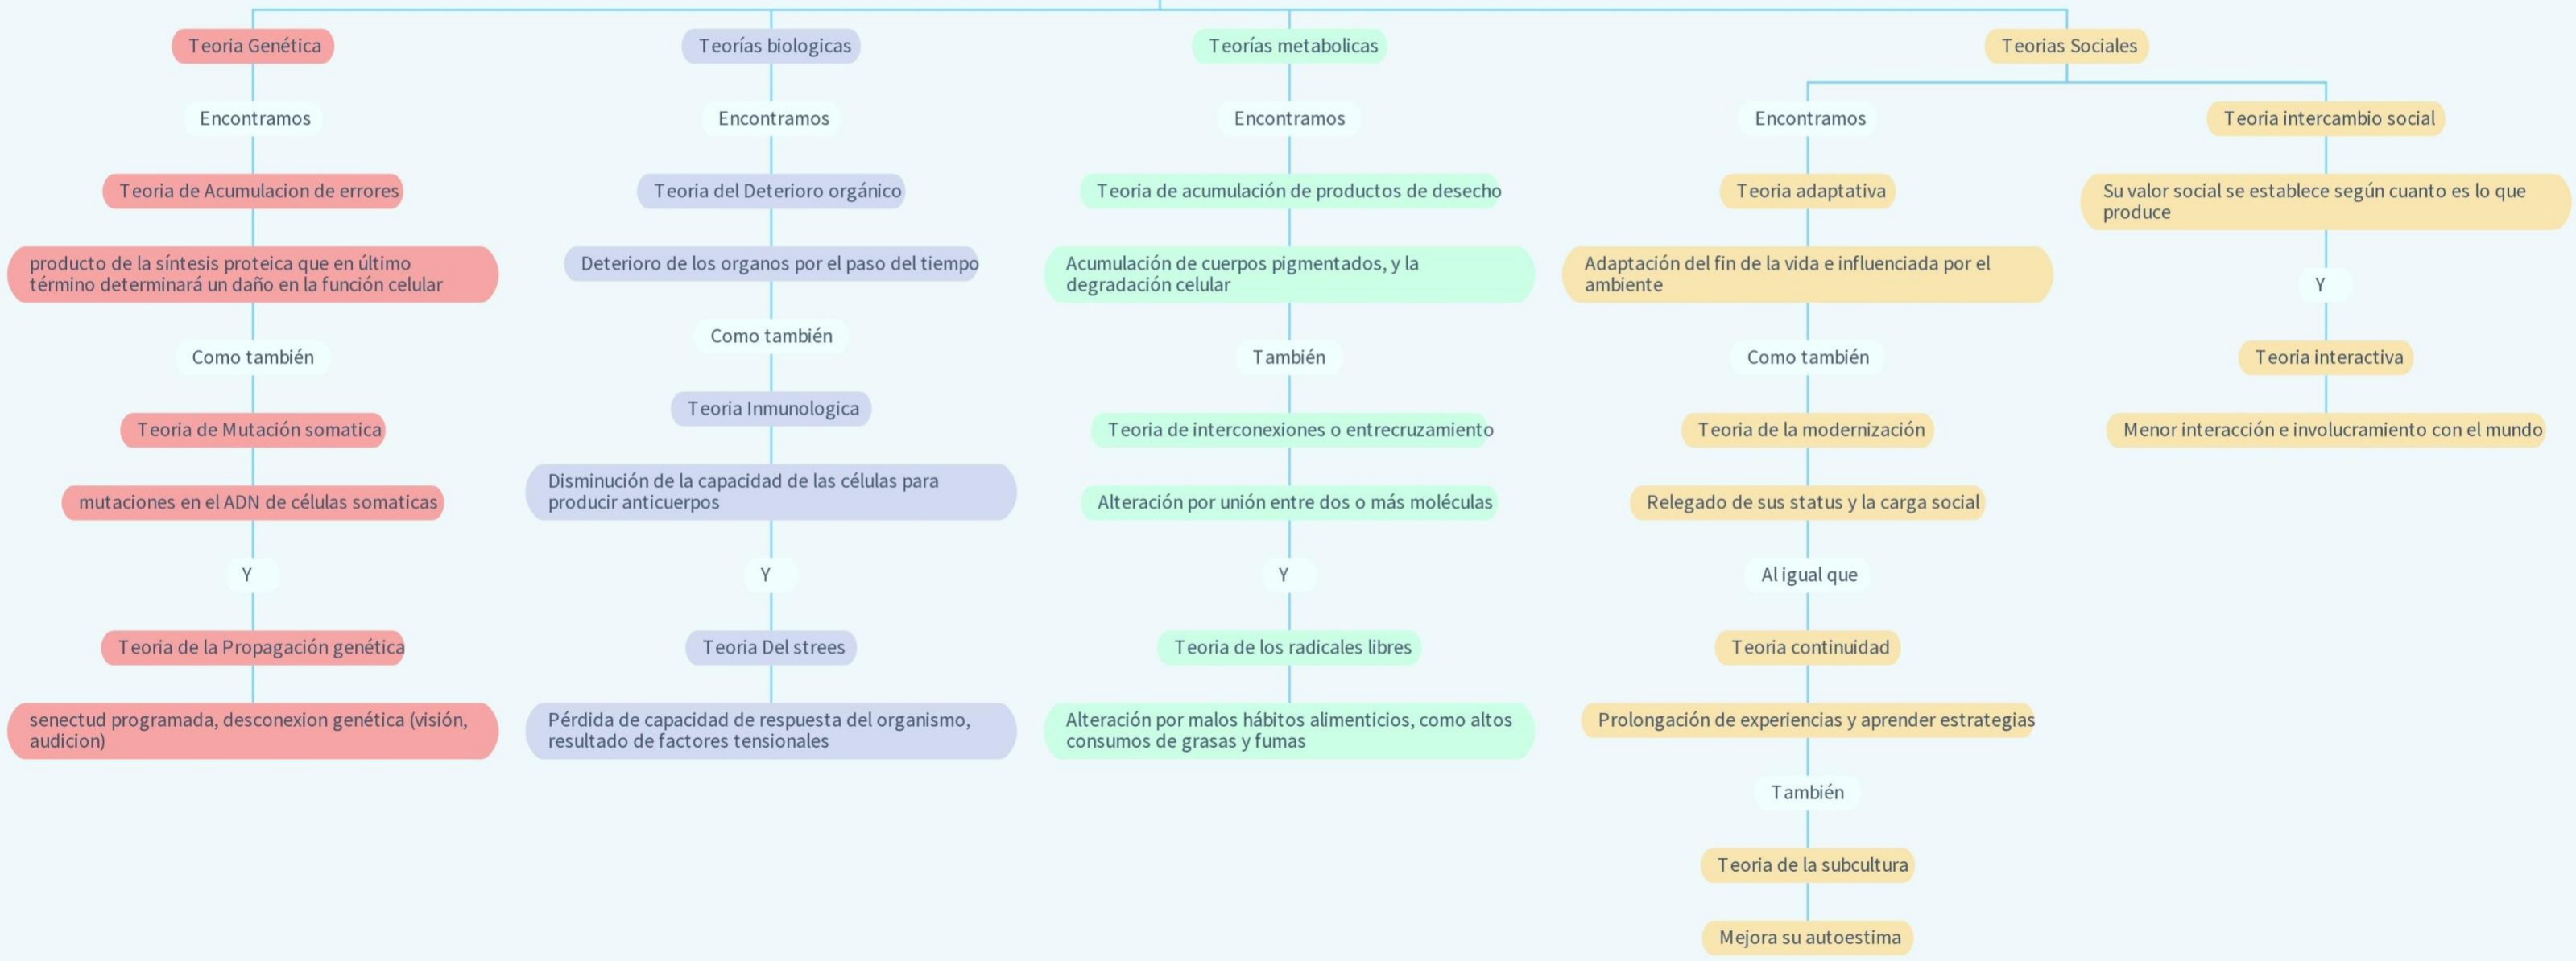 Teoria Genética
Encontramos
Teoria de Acumulacion de errores
producto de la síntesis proteica que en último
término determinará un daño en la función celular
Como también
Teoria de Mutación somatica
mutaciones en el ADN de células somaticas
Y
Teoria de la Propagación genética
senectud programada, desconexion genética (visión,
audicion)
Teorías biologicas
Encontramos
Teoria del Deterioro orgánico
Deterioro de los organos por el paso del tiempo
Como también
Teoria Inmunologica
Disminución de la capacidad de las células para
producir anticuerpos
Y
Teoria Del strees
Pérdida de capacidad de respuesta del organismo,
resultado de factores tensionales
Teorías metabolicas
Encontramos
Teoria de acumulación de productos de desecho
Acumulación de cuerpos pigmentados, y la
degradación celular
También
Teoria de interconexiones o entrecruzamiento
Alteración por unión entre dos o más moléculas
Y
Teoria de los radicales libres
Alteración por malos hábitos alimenticios, como altos
consumos de grasas y fumas
Teorias Sociales
Encontramos
Teoria adaptativa
Adaptación del fin de la vida e influenciada por el
ambiente
Como también
Teoria de la modernización
Relegado de sus status y la carga social
Al igual que
Teoria continuidad
Prolongación de experiencias y aprender estrategias
También
Teoria de la subcultura
Mejora su autoestima
Teoria intercambio social
Su valor social se establece según cuanto es lo que
produce
Y
Teoria interactiva
Menor interacción e involucramiento con el mundo